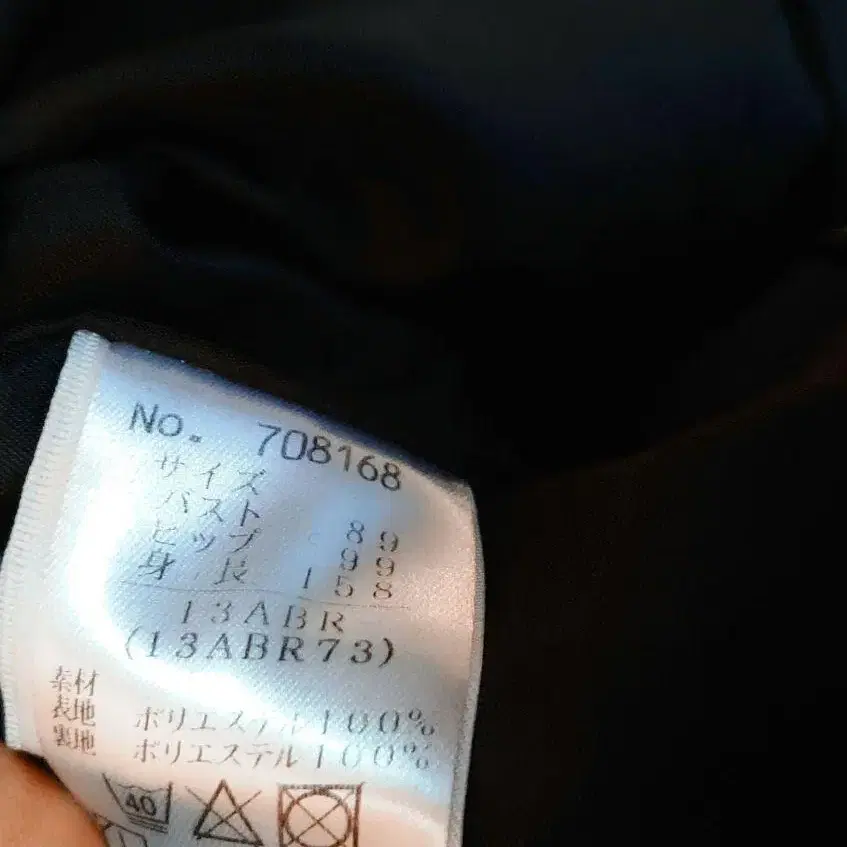 No. 708168
サイズ
バスト 89
ヒップ 99
身長 158
13ABR
(13ABR73)
素材
表地 ポリエステル100%
裏地 ポリエステル100%
40